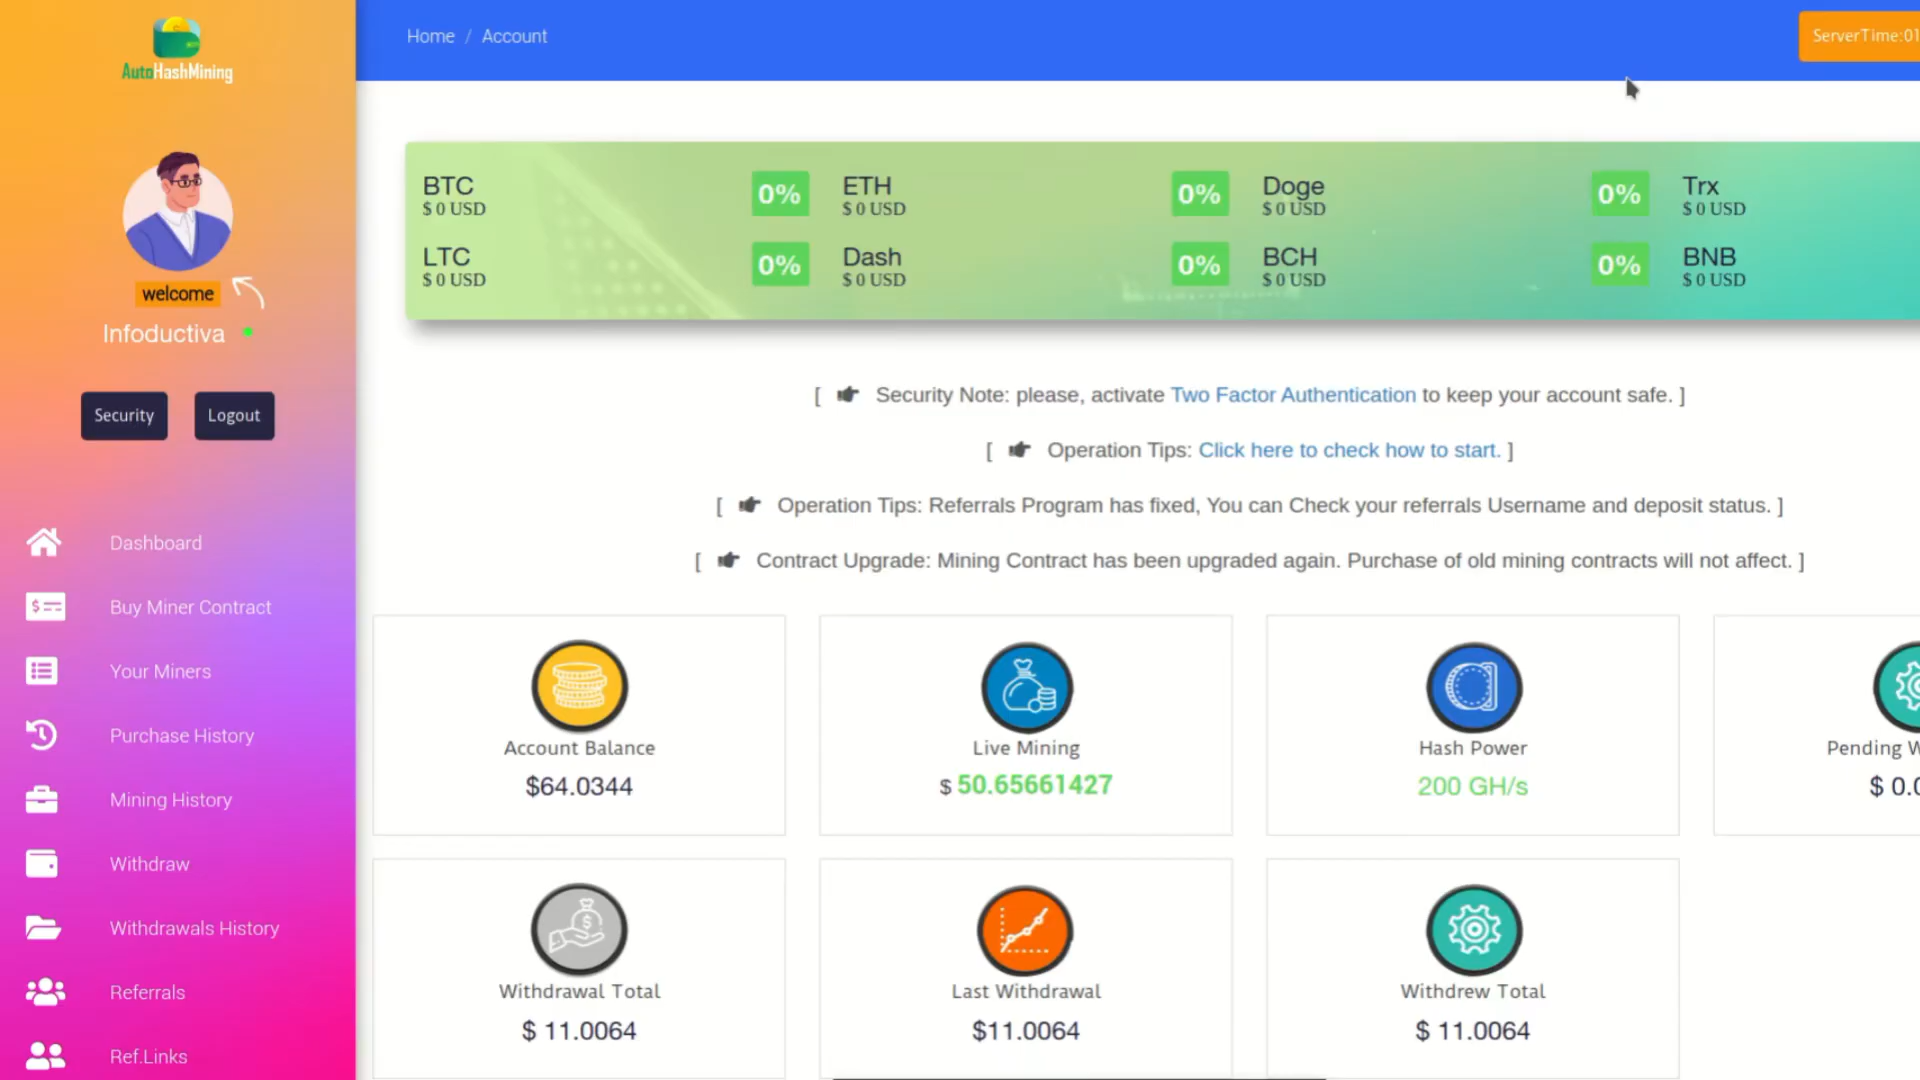 AutoHashMining
welcome
Infoductiva
Security
Logout
Dashboard
Buy Miner Contract
Your Miners
Purchase History
Mining History
Withdraw
Withdrawals History
Referrals
Ref.Links
Home / Account
ServerTime:01
BTC
$ 0 USD
0%
ETH
$ 0 USD
0%
Doge
$ 0 USD
0%
Trx
$ 0 USD
LTC
$ 0 USD
0%
Dash
$ 0 USD
0%
BCH
$ 0 USD
0%
BNB
$ 0 USD
[ Security Note: please, activate Two Factor Authentication to keep your account safe. ]
[ Operation Tips: Click here to check how to start. ]
[ Operation Tips: Referrals Program has fixed, You can Check your referrals Username and deposit status. ]
[ Contract Upgrade: Mining Contract has been upgraded again. Purchase of old mining contracts will not affect. ]
Account Balance
$64.0344
Live Mining
$ 50.65661427
Hash Power
200 GH/s
Pending
$ 0.0
Withdrawal Total
$ 11.0064
Last Withdrawal
$11.0064
Withdrew Total
$ 11.0064